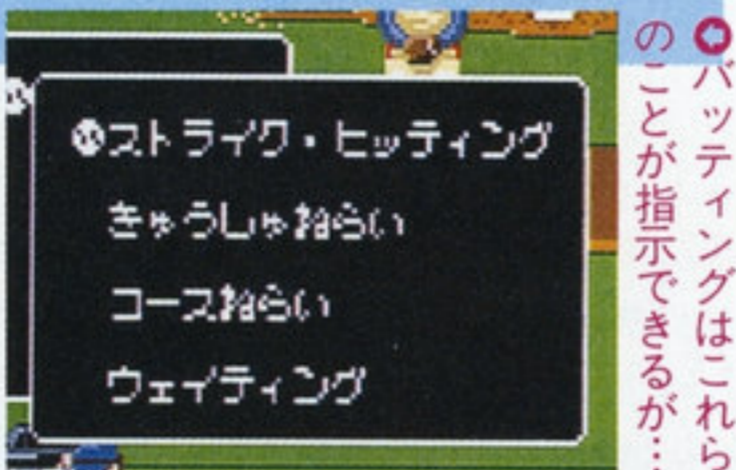 ストライク・ヒッティング
きゅうしゅねらい
コースねらい
ウェイティング
バッティングはこれら
のことが指示できるが…